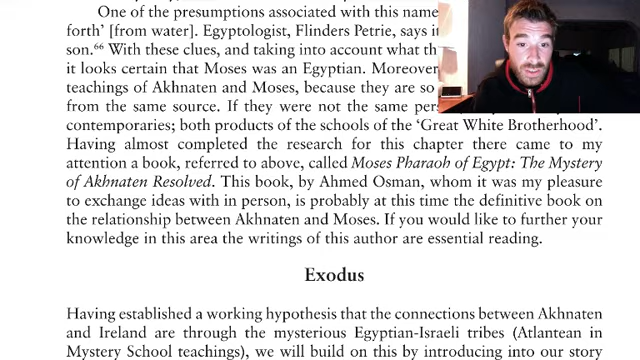 One of the presumptions associated with this name
forth' [from water]. Egyptologist, Flinders Petrie, says it
son.⁶⁶ With these clues, and taking into account what th
it looks certain that Moses was an Egyptian. Moreover
teachings of Akhnaten and Moses, because they are so
from the same source. If they were not the same pers
contemporaries; both products of the schools of the 'Great White Brotherhood'.
Having almost completed the research for this chapter there came to my
attention a book, referred to above, called Moses Pharaoh of Egypt: The Mystery
of Akhnaten Resolved. This book, by Ahmed Osman, whom it was my pleasure
to exchange ideas with in person, is probably at this time the definitive book on
the relationship between Akhnaten and Moses. If you would like to further your
knowledge in this area the writings of this author are essential reading.
Exodus
Having established a working hypothesis that the connections between Akhnaten
and Ireland are through the mysterious Egyptian-Israeli tribes (Atlantean in
Mystery School teachings), we will build on this by introducing into our story